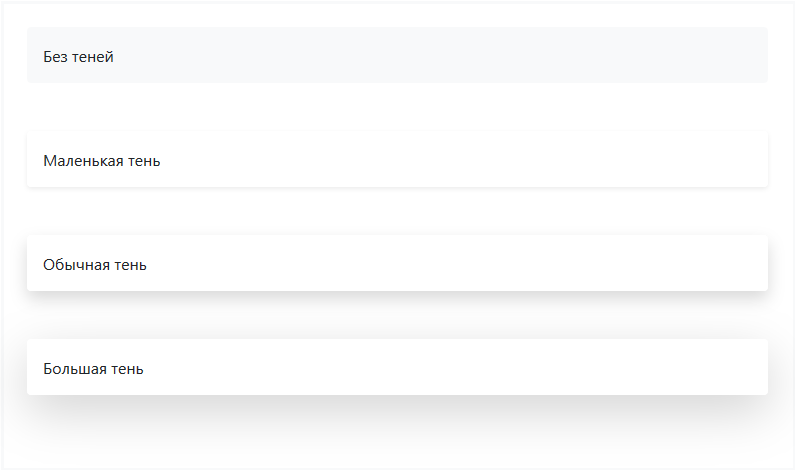 Без теней
Маленькая тень
Обычная тень
Большая тень